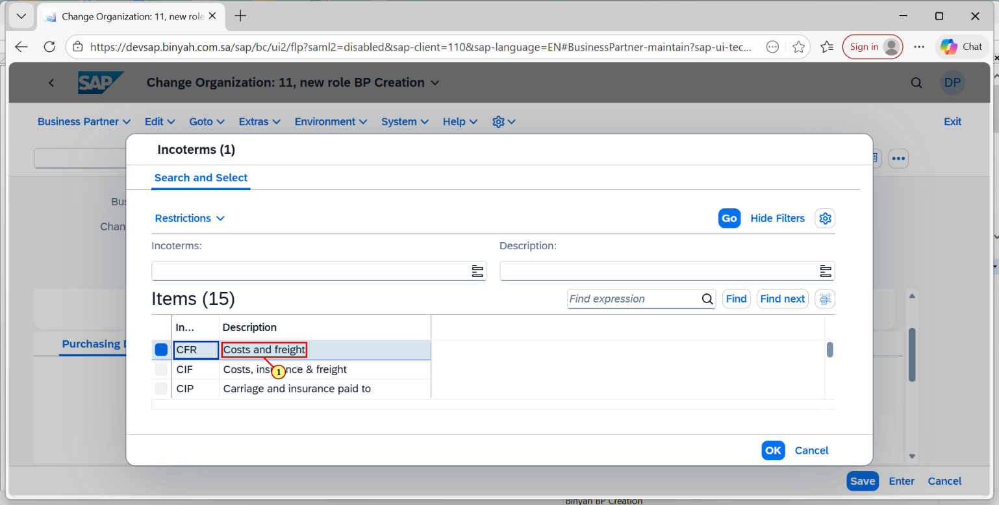 Change Organization: 11, new role
https://devsap.binyah.com.sa/sap/bc/ui2/flp?saml2=disabled&sap-client=110&sap-language=EN#BusinessPartner-maintain?sap-ui-tec...
Sign in
Chat
SAP
Change Organization: 11, new role BP Creation
DP
Business Partner
Edit
Goto
Extras
Environment
System
Help
Exit
Incoterms (1)
Search and Select
Bus
Restrictions
Go
Hide Filters
Chan
Incoterms:
Description:
Items (15)
Find expression
Find
Find next
In...
Description
Purchasing
CFR
Costs and freight
1
CIF
Costs, insurance & freight
CIP
Carriage and insurance paid to
OK
Cancel
Save
Enter
Cancel
Binyah BP Creation